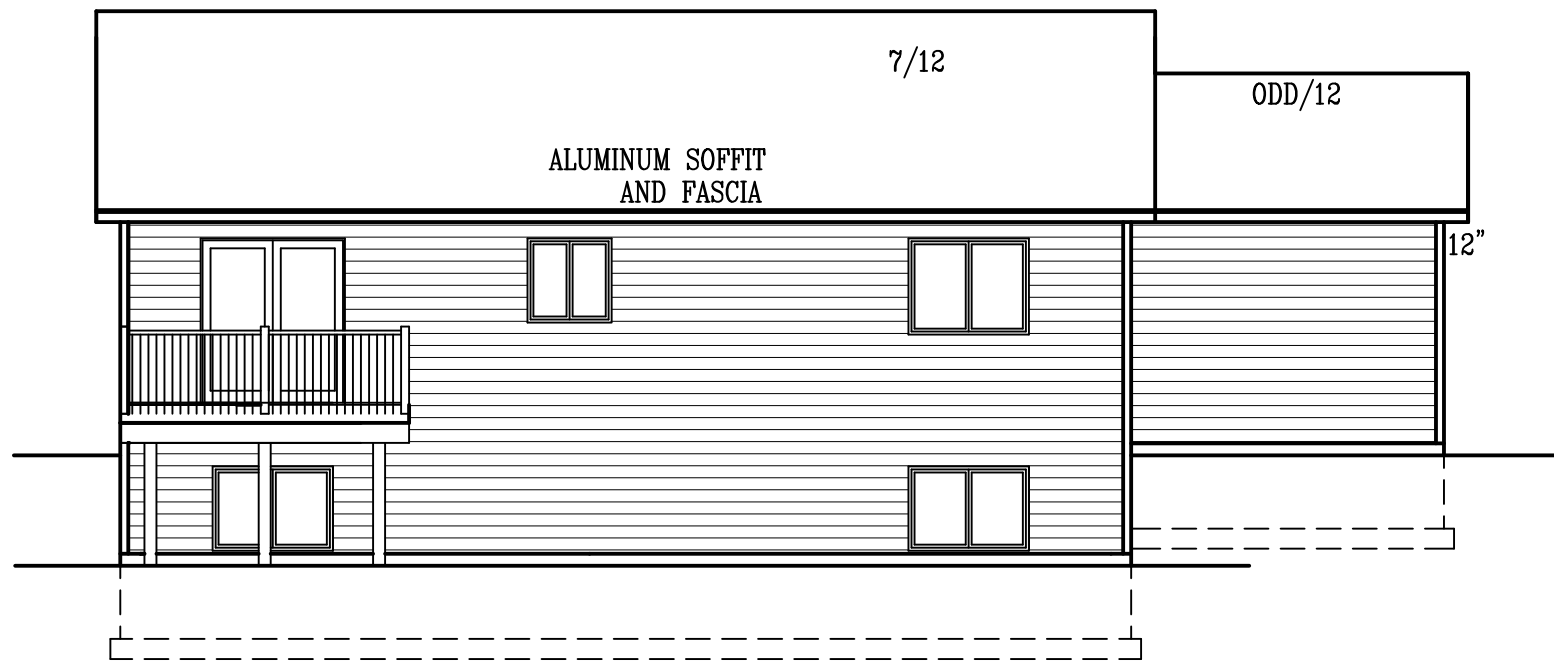 7/12
ODD/12
ALUMINUM SOFFIT
AND FASCIA
12"